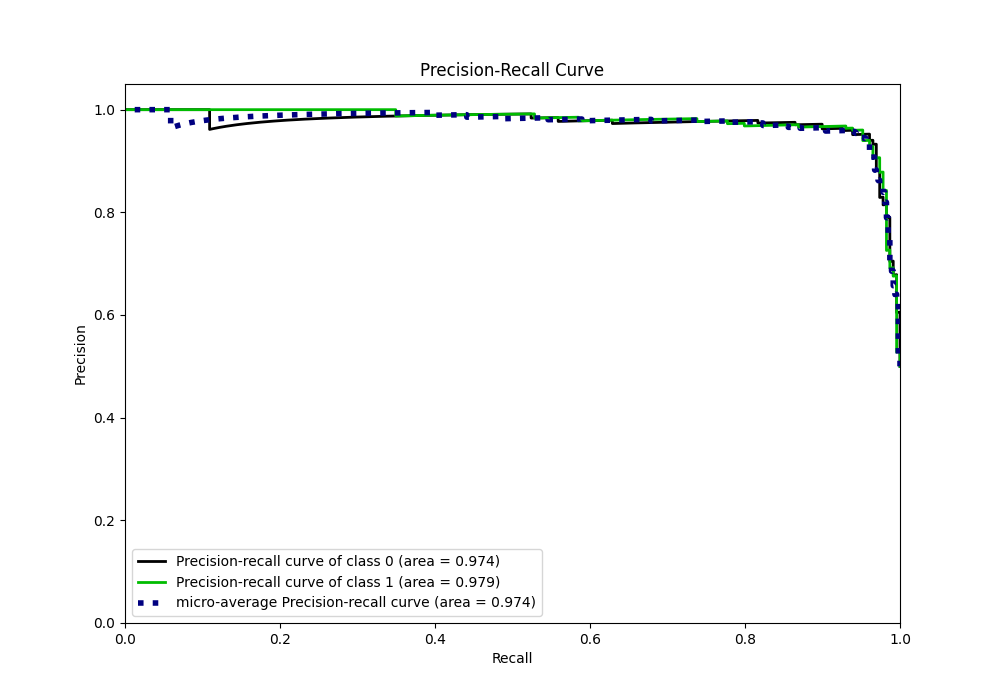 Precision-Recall Curve
1.0
0.8
0.6
0.4
0.2
0.0
Precision
Precision-recall curve of class 0 (area = 0.974)
Precision-recall curve of class 1 (area = 0.979)
micro-average Precision-recall curve (area = 0.974)
0.0 0.2 0.4 0.6 0.8 1.0
Recall